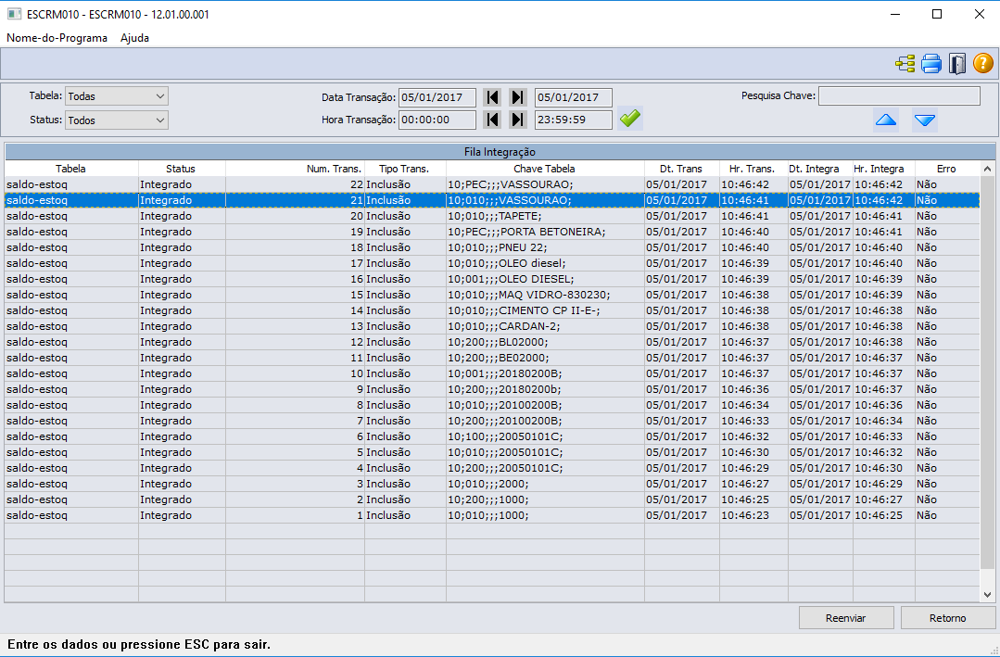 ESCRM010 - ESCRM010 - 12.01.00.001
Nome-do-Programa Ajuda
Tabela: Todas Data Transação: 05/01/2017 05/01/2017 Pesquisa Chave:
Status: Todos Hora Transação: 00:00:00 23:59:59
Fila Integração
Tabela Status Num. Trans. Tipo Trans. Chave Tabela Dt. Trans Hr. Trans. Dt. Integra Hr. Integra Erro
saldo-estoq Integrado 22 Inclusão 10;PEC;;;VASSOURAO; 05/01/2017 10:46:42 05/01/2017 10:46:42 Não
saldo-estoq Integrado 21 Inclusão 10;010;;;VASSOURAO; 05/01/2017 10:46:41 05/01/2017 10:46:42 Não
saldo-estoq Integrado 20 Inclusão 10;010;;;TAPETE; 05/01/2017 10:46:41 05/01/2017 10:46:41 Não
saldo-estoq Integrado 19 Inclusão 10;PEC;;;PORTA BETONEIRA; 05/01/2017 10:46:40 05/01/2017 10:46:41 Não
saldo-estoq Integrado 18 Inclusão 10;010;;;PNEU 22; 05/01/2017 10:46:40 05/01/2017 10:46:40 Não
saldo-estoq Integrado 17 Inclusão 10;010;;;OLEO diesel; 05/01/2017 10:46:39 05/01/2017 10:46:40 Não
saldo-estoq Integrado 16 Inclusão 10;001;;;OLEO DIESEL; 05/01/2017 10:46:39 05/01/2017 10:46:39 Não
saldo-estoq Integrado 15 Inclusão 10;010;;;MAQ VIDRO-830230; 05/01/2017 10:46:38 05/01/2017 10:46:39 Não
saldo-estoq Integrado 14 Inclusão 10;010;;;CIMENTO CP II-E-; 05/01/2017 10:46:38 05/01/2017 10:46:38 Não
saldo-estoq Integrado 13 Inclusão 10;010;;;CARDAN-2; 05/01/2017 10:46:38 05/01/2017 10:46:38 Não
saldo-estoq Integrado 12 Inclusão 10;200;;;BL02000; 05/01/2017 10:46:37 05/01/2017 10:46:38 Não
saldo-estoq Integrado 11 Inclusão 10;200;;;BE02000; 05/01/2017 10:46:37 05/01/2017 10:46:37 Não
saldo-estoq Integrado 10 Inclusão 10;001;;;20180200B; 05/01/2017 10:46:37 05/01/2017 10:46:37 Não
saldo-estoq Integrado 9 Inclusão 10;200;;;20180200b; 05/01/2017 10:46:36 05/01/2017 10:46:37 Não
saldo-estoq Integrado 8 Inclusão 10;010;;;20100200B; 05/01/2017 10:46:34 05/01/2017 10:46:36 Não
saldo-estoq Integrado 7 Inclusão 10;200;;;20100200B; 05/01/2017 10:46:33 05/01/2017 10:46:34 Não
saldo-estoq Integrado 6 Inclusão 10;100;;;20050101C; 05/01/2017 10:46:32 05/01/2017 10:46:33 Não
saldo-estoq Integrado 5 Inclusão 10;010;;;20050101C; 05/01/2017 10:46:30 05/01/2017 10:46:32 Não
saldo-estoq Integrado 4 Inclusão 10;200;;;20050101C; 05/01/2017 10:46:29 05/01/2017 10:46:30 Não
saldo-estoq Integrado 3 Inclusão 10;010;;;2000; 05/01/2017 10:46:27 05/01/2017 10:46:29 Não
saldo-estoq Integrado 2 Inclusão 10;200;;;1000; 05/01/2017 10:46:25 05/01/2017 10:46:27 Não
saldo-estoq Integrado 1 Inclusão 10;010;;;1000; 05/01/2017 10:46:23 05/01/2017 10:46:25 Não
Reenviar Retorno
Entre os dados ou pressione ESC para sair.